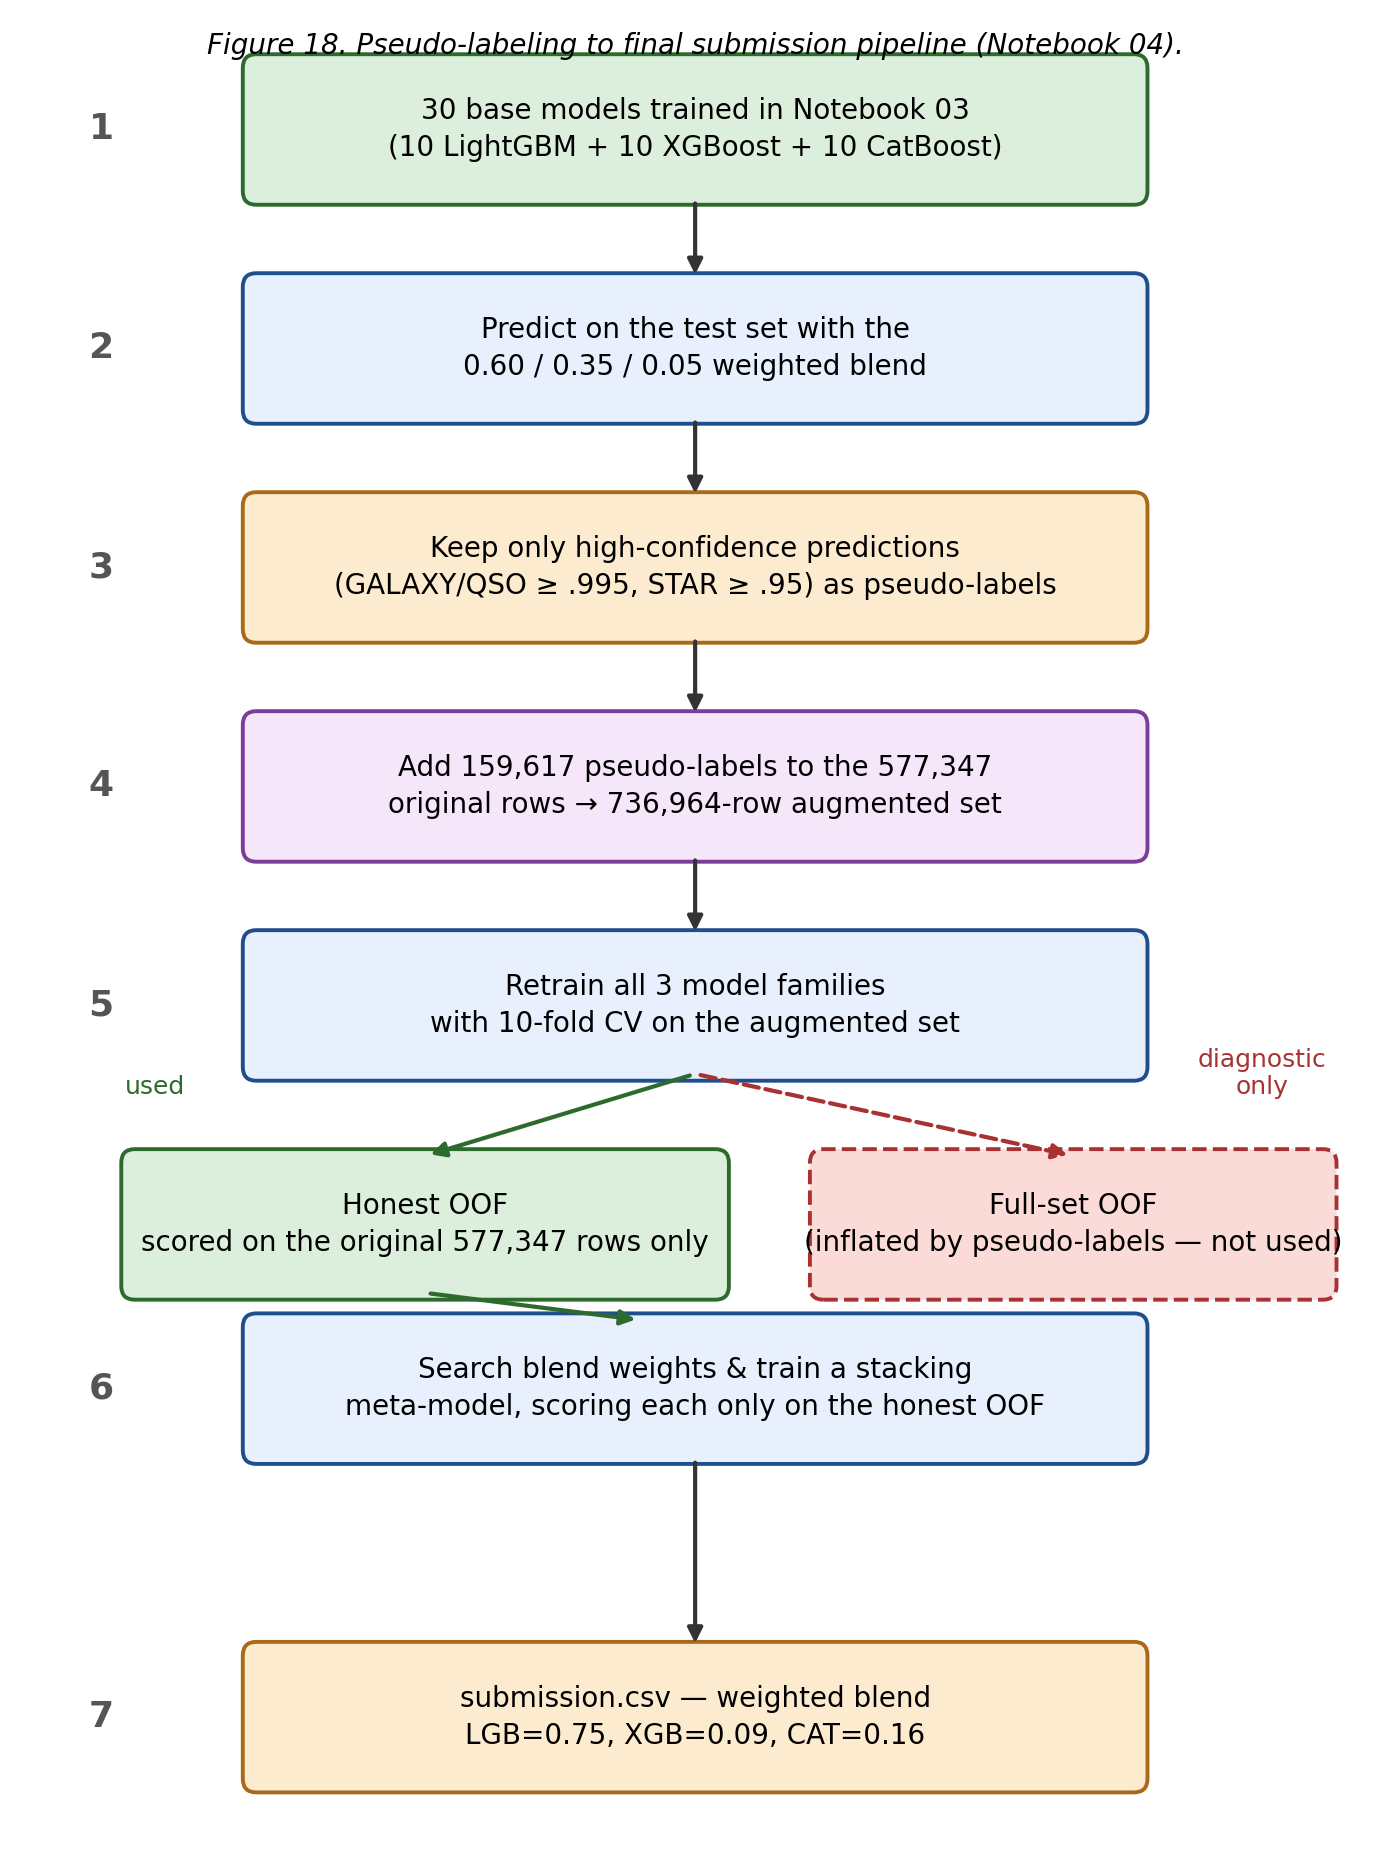 Figure 18. Pseudo-labeling to final submission pipeline (Notebook 04).
1
30 base models trained in Notebook 03
(10 LightGBM + 10 XGBoost + 10 CatBoost)
2
Predict on the test set with the
0.60 / 0.35 / 0.05 weighted blend
3
Keep only high-confidence predictions
(GALAXY/QSO ≥ .995, STAR ≥ .95) as pseudo-labels
4
Add 159,617 pseudo-labels to the 577,347
original rows → 736,964-row augmented set
5
Retrain all 3 model families
with 10-fold CV on the augmented set
used
diagnostic
only
Honest OOF
scored on the original 577,347 rows only
Full-set OOF
(inflated by pseudo-labels — not used)
6
Search blend weights & train a stacking
meta-model, scoring each only on the honest OOF
7
submission.csv — weighted blend
LGB=0.75, XGB=0.09, CAT=0.16